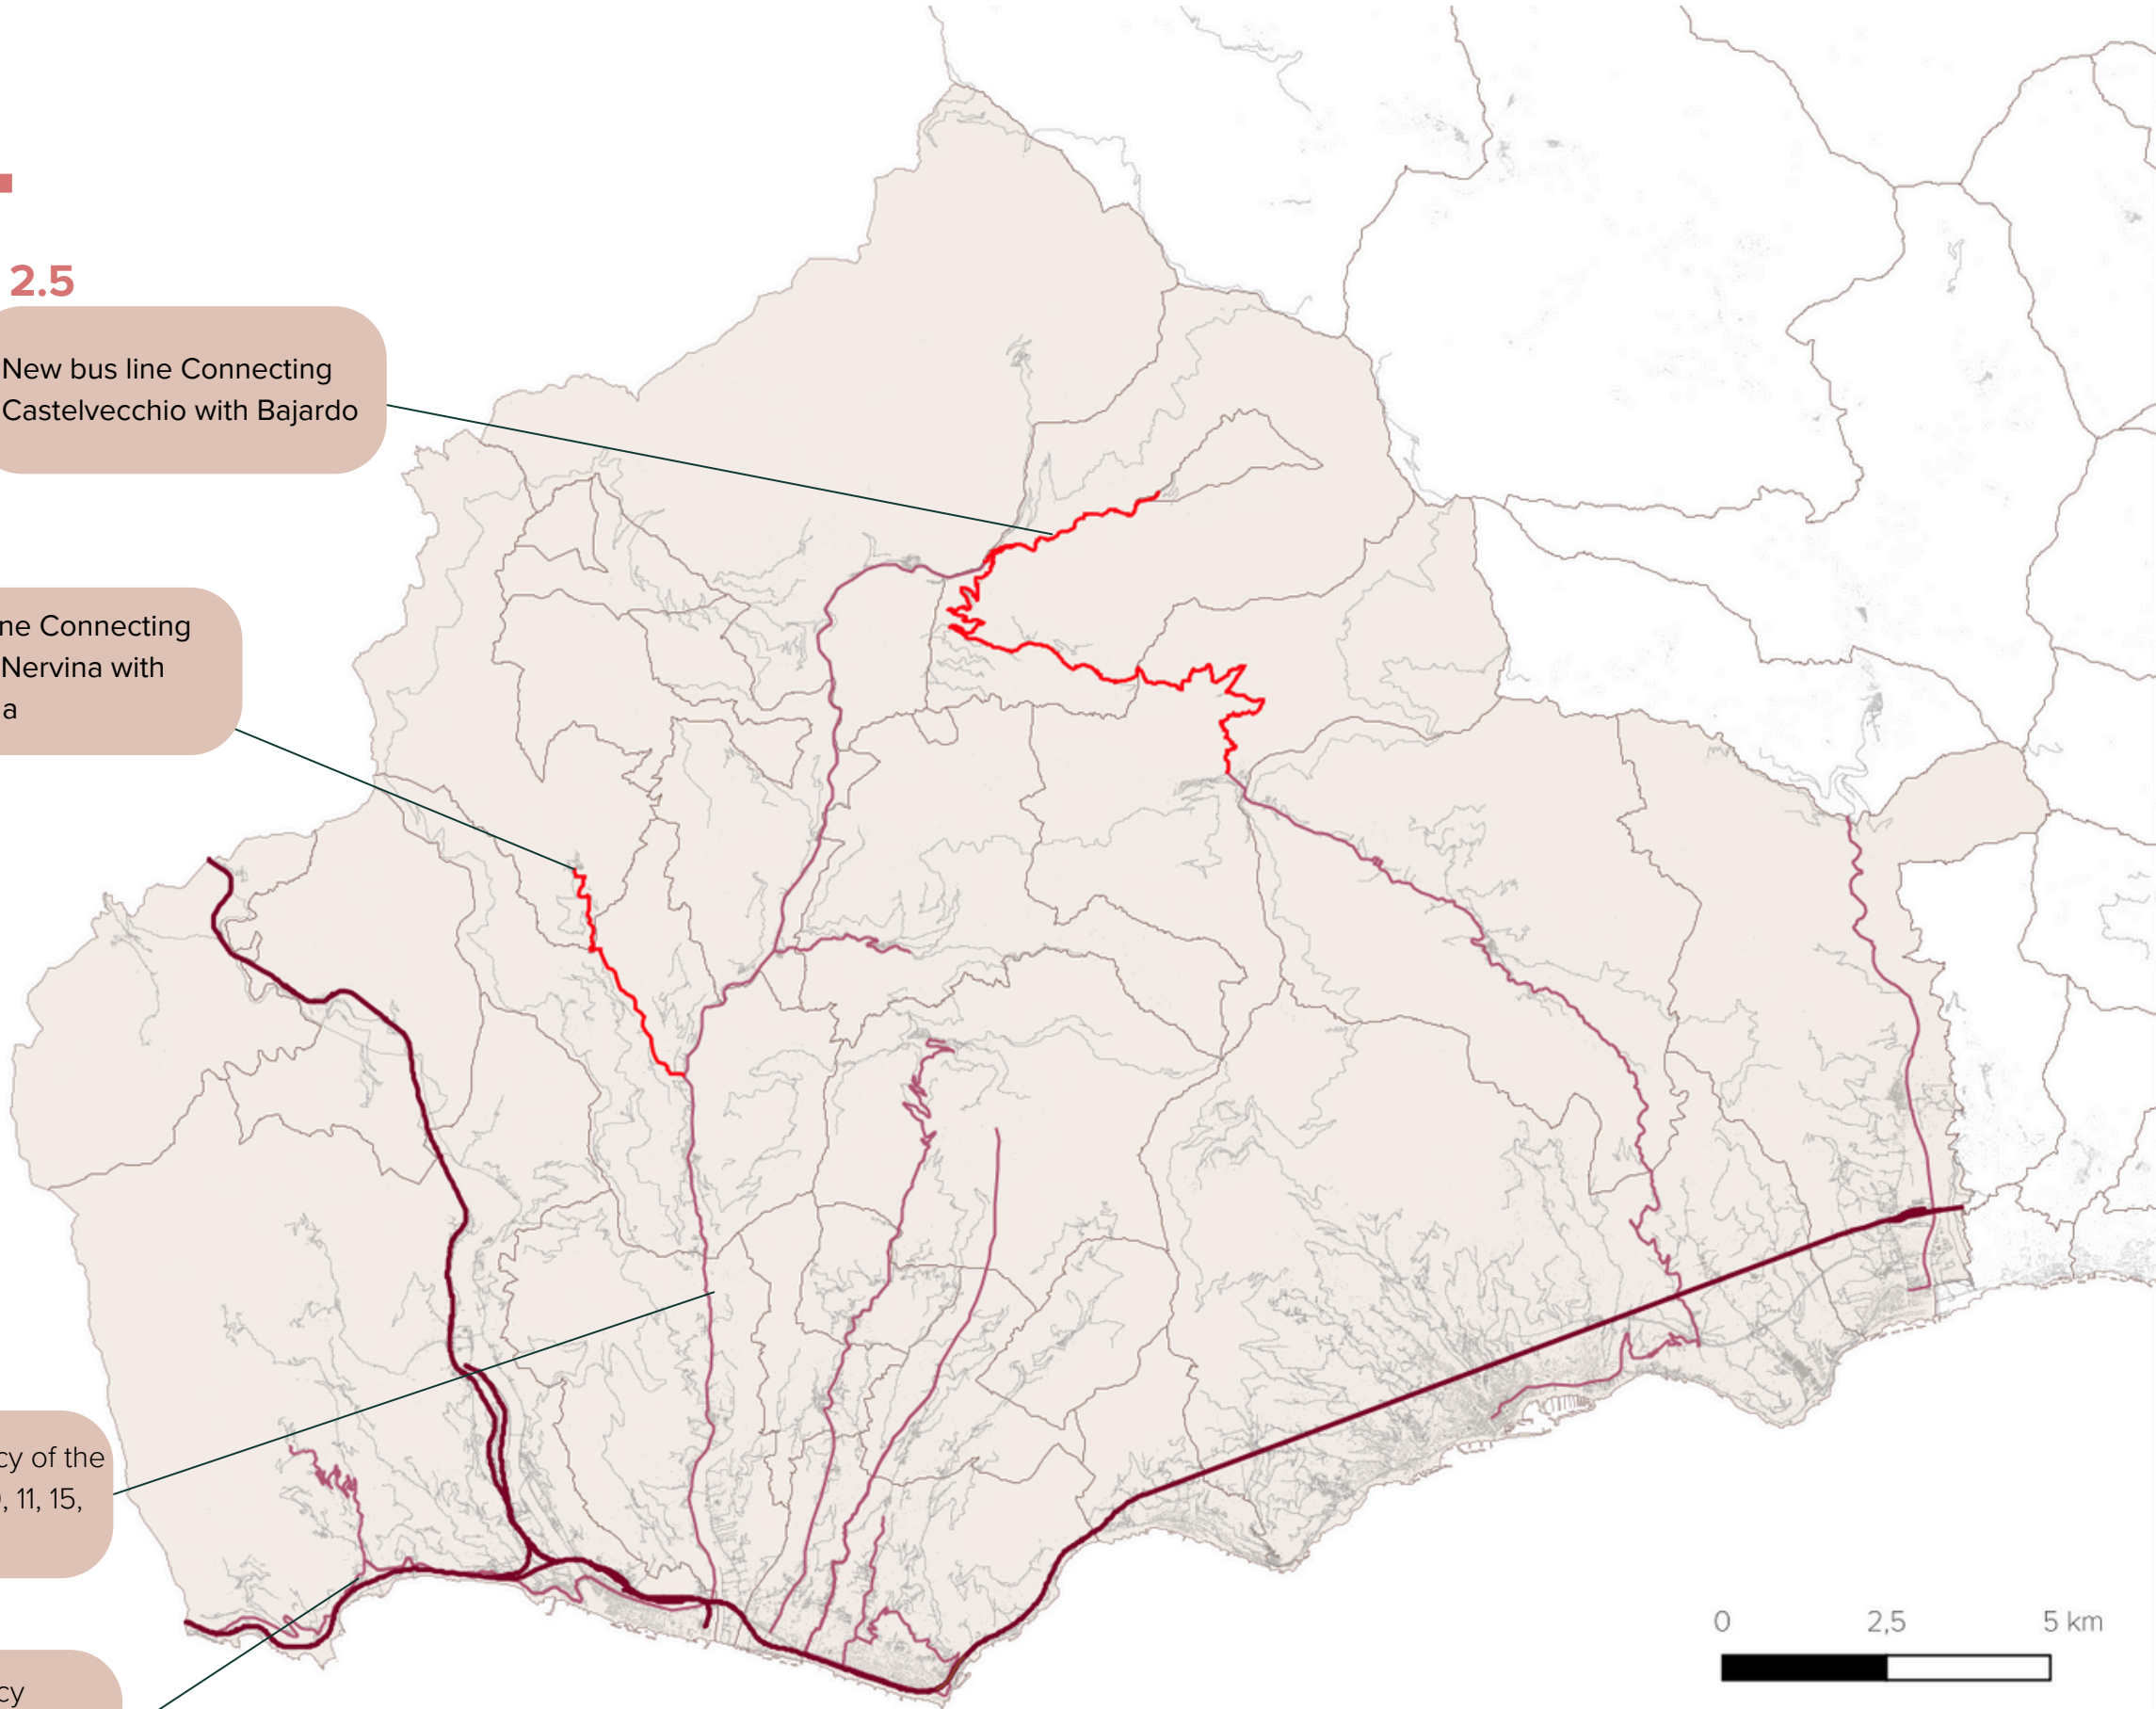 2.5
New bus line Connecting
Castelvecchio with Bajardo
ne Connecting
Nervina with
a
cy of the
, 11, 15,
cy
0 2,5 5 km